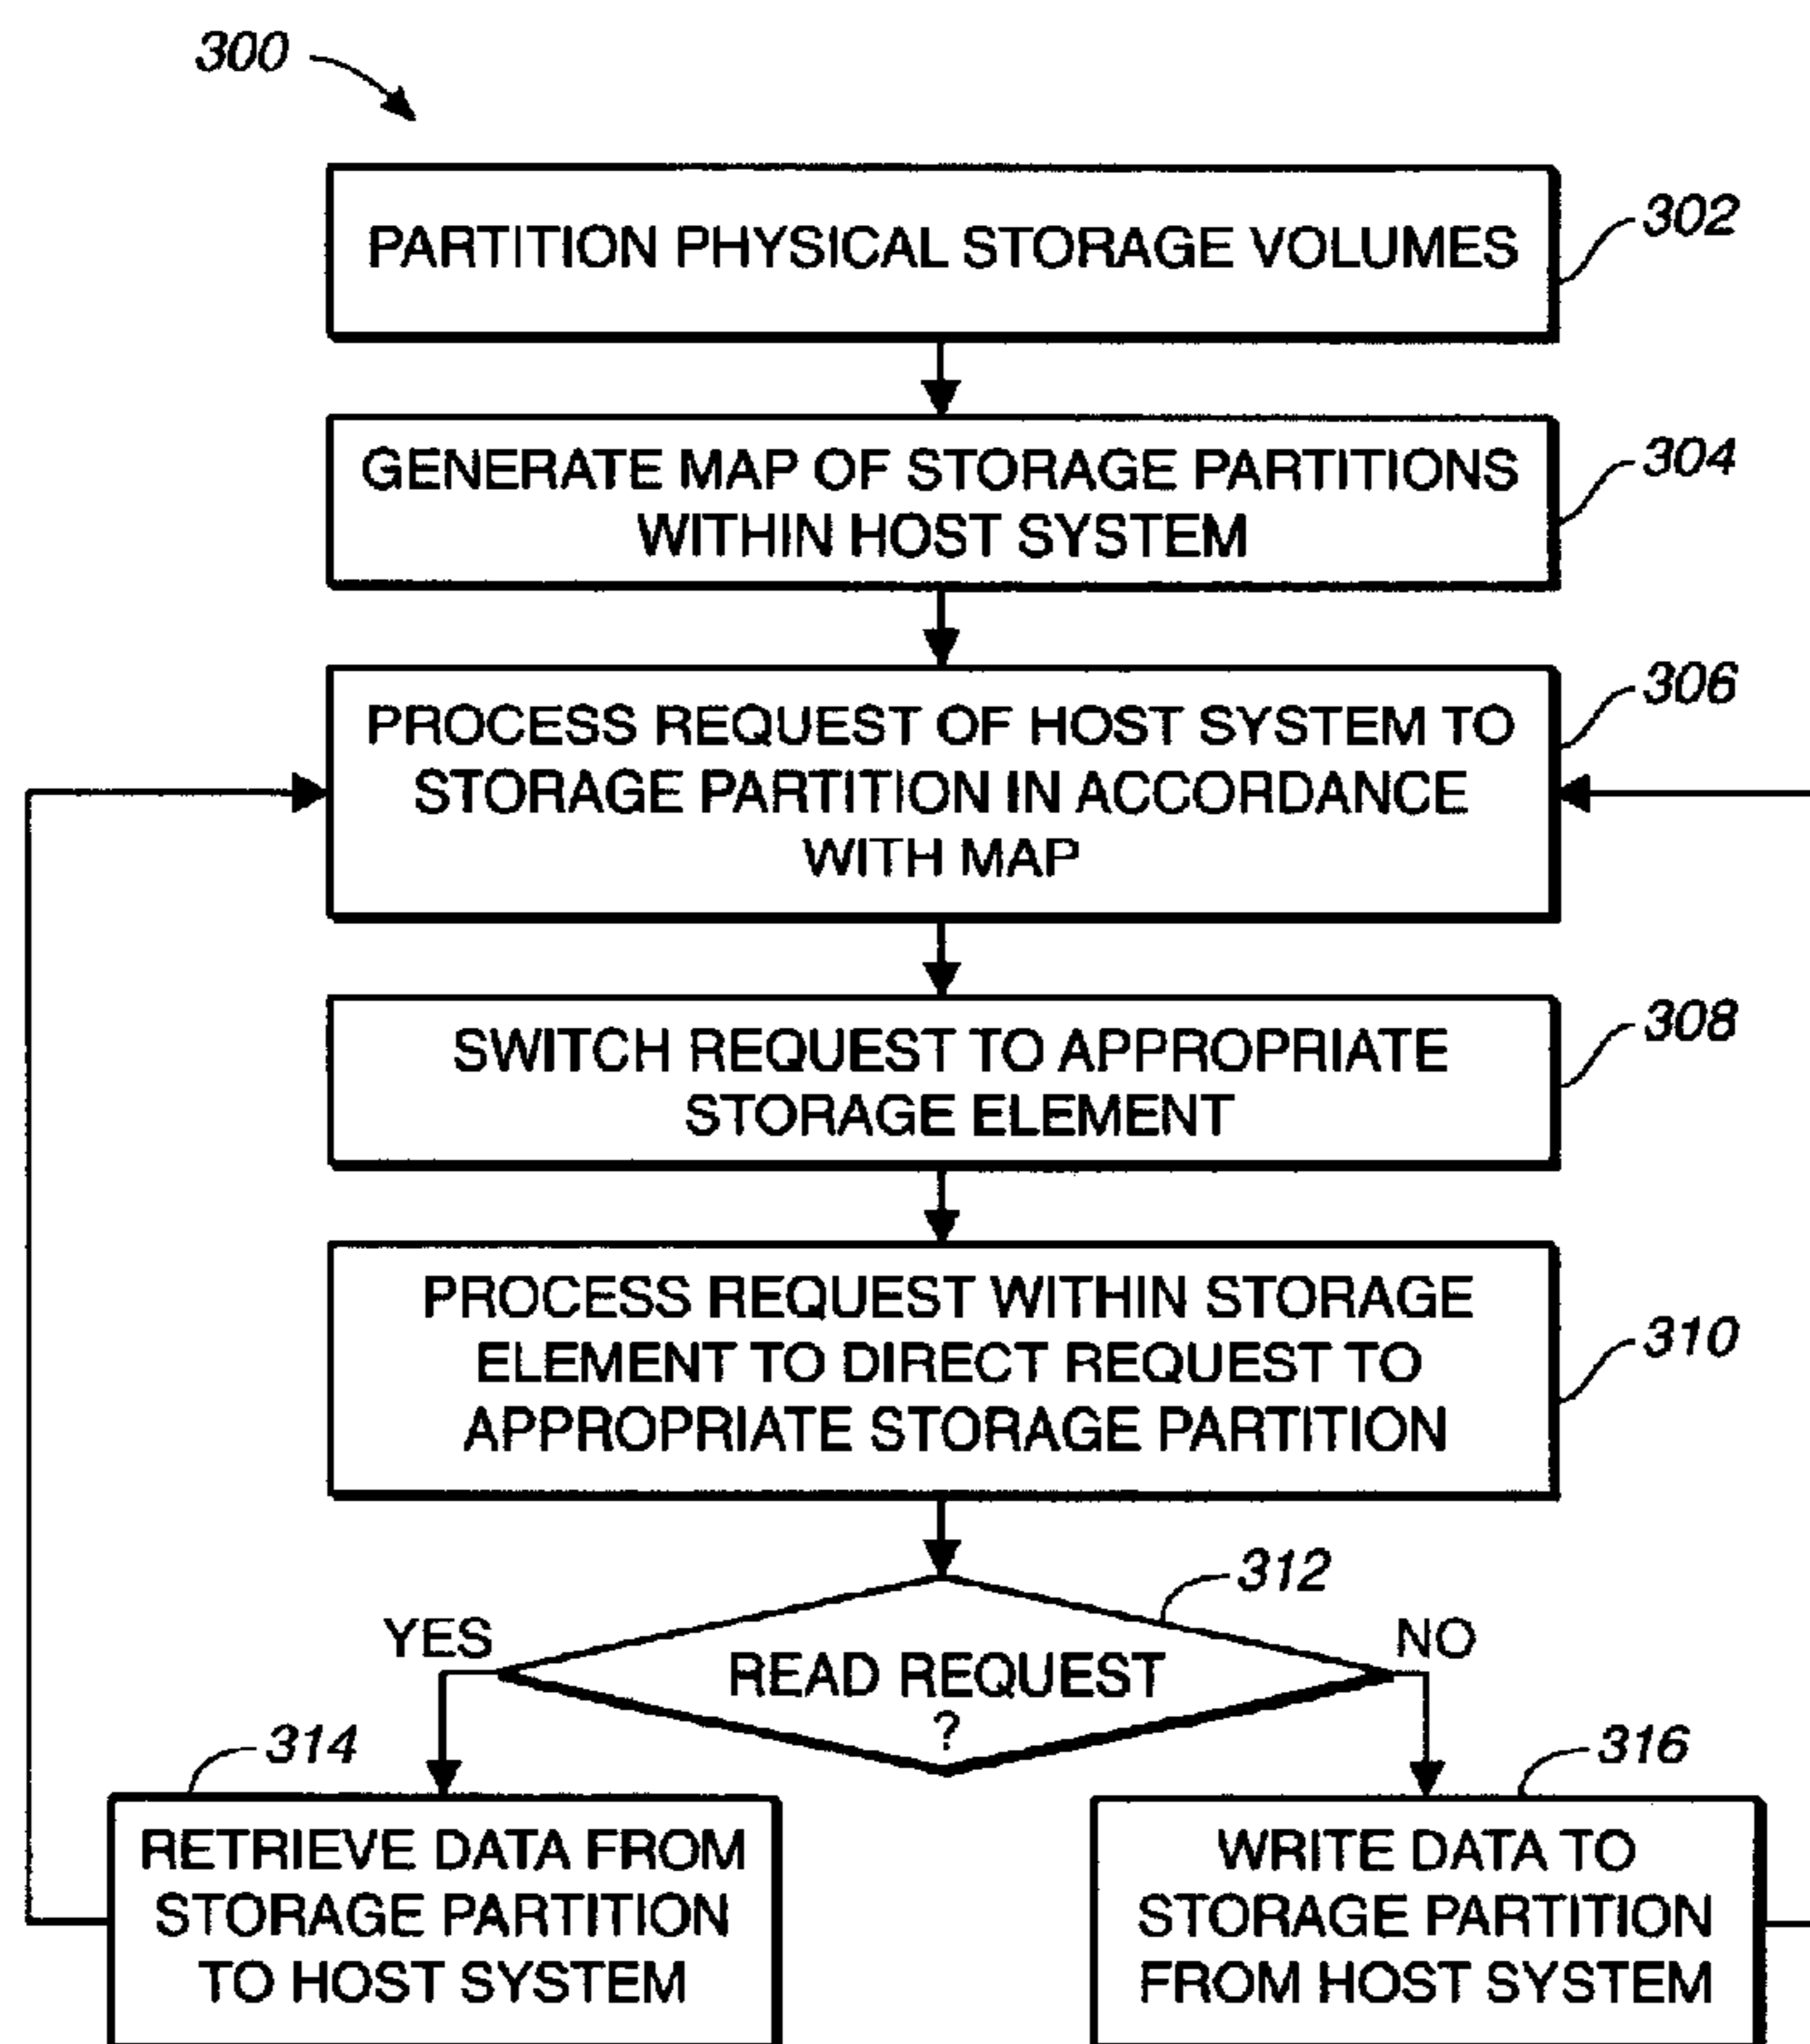 300
PARTITION PHYSICAL STORAGE VOLUMES
302
GENERATE MAP OF STORAGE PARTITIONS
WITHIN HOST SYSTEM
304
PROCESS REQUEST OF HOST SYSTEM TO
STORAGE PARTITION IN ACCORDANCE
WITH MAP
306
SWITCH REQUEST TO APPROPRIATE
STORAGE ELEMENT
308
PROCESS REQUEST WITHIN STORAGE
ELEMENT TO DIRECT REQUEST TO
APPROPRIATE STORAGE PARTITION
310
312
YES
READ REQUEST
?
NO
314
RETRIEVE DATA FROM
STORAGE PARTITION
TO HOST SYSTEM
316
WRITE DATA TO
STORAGE PARTITION
FROM HOST SYSTEM